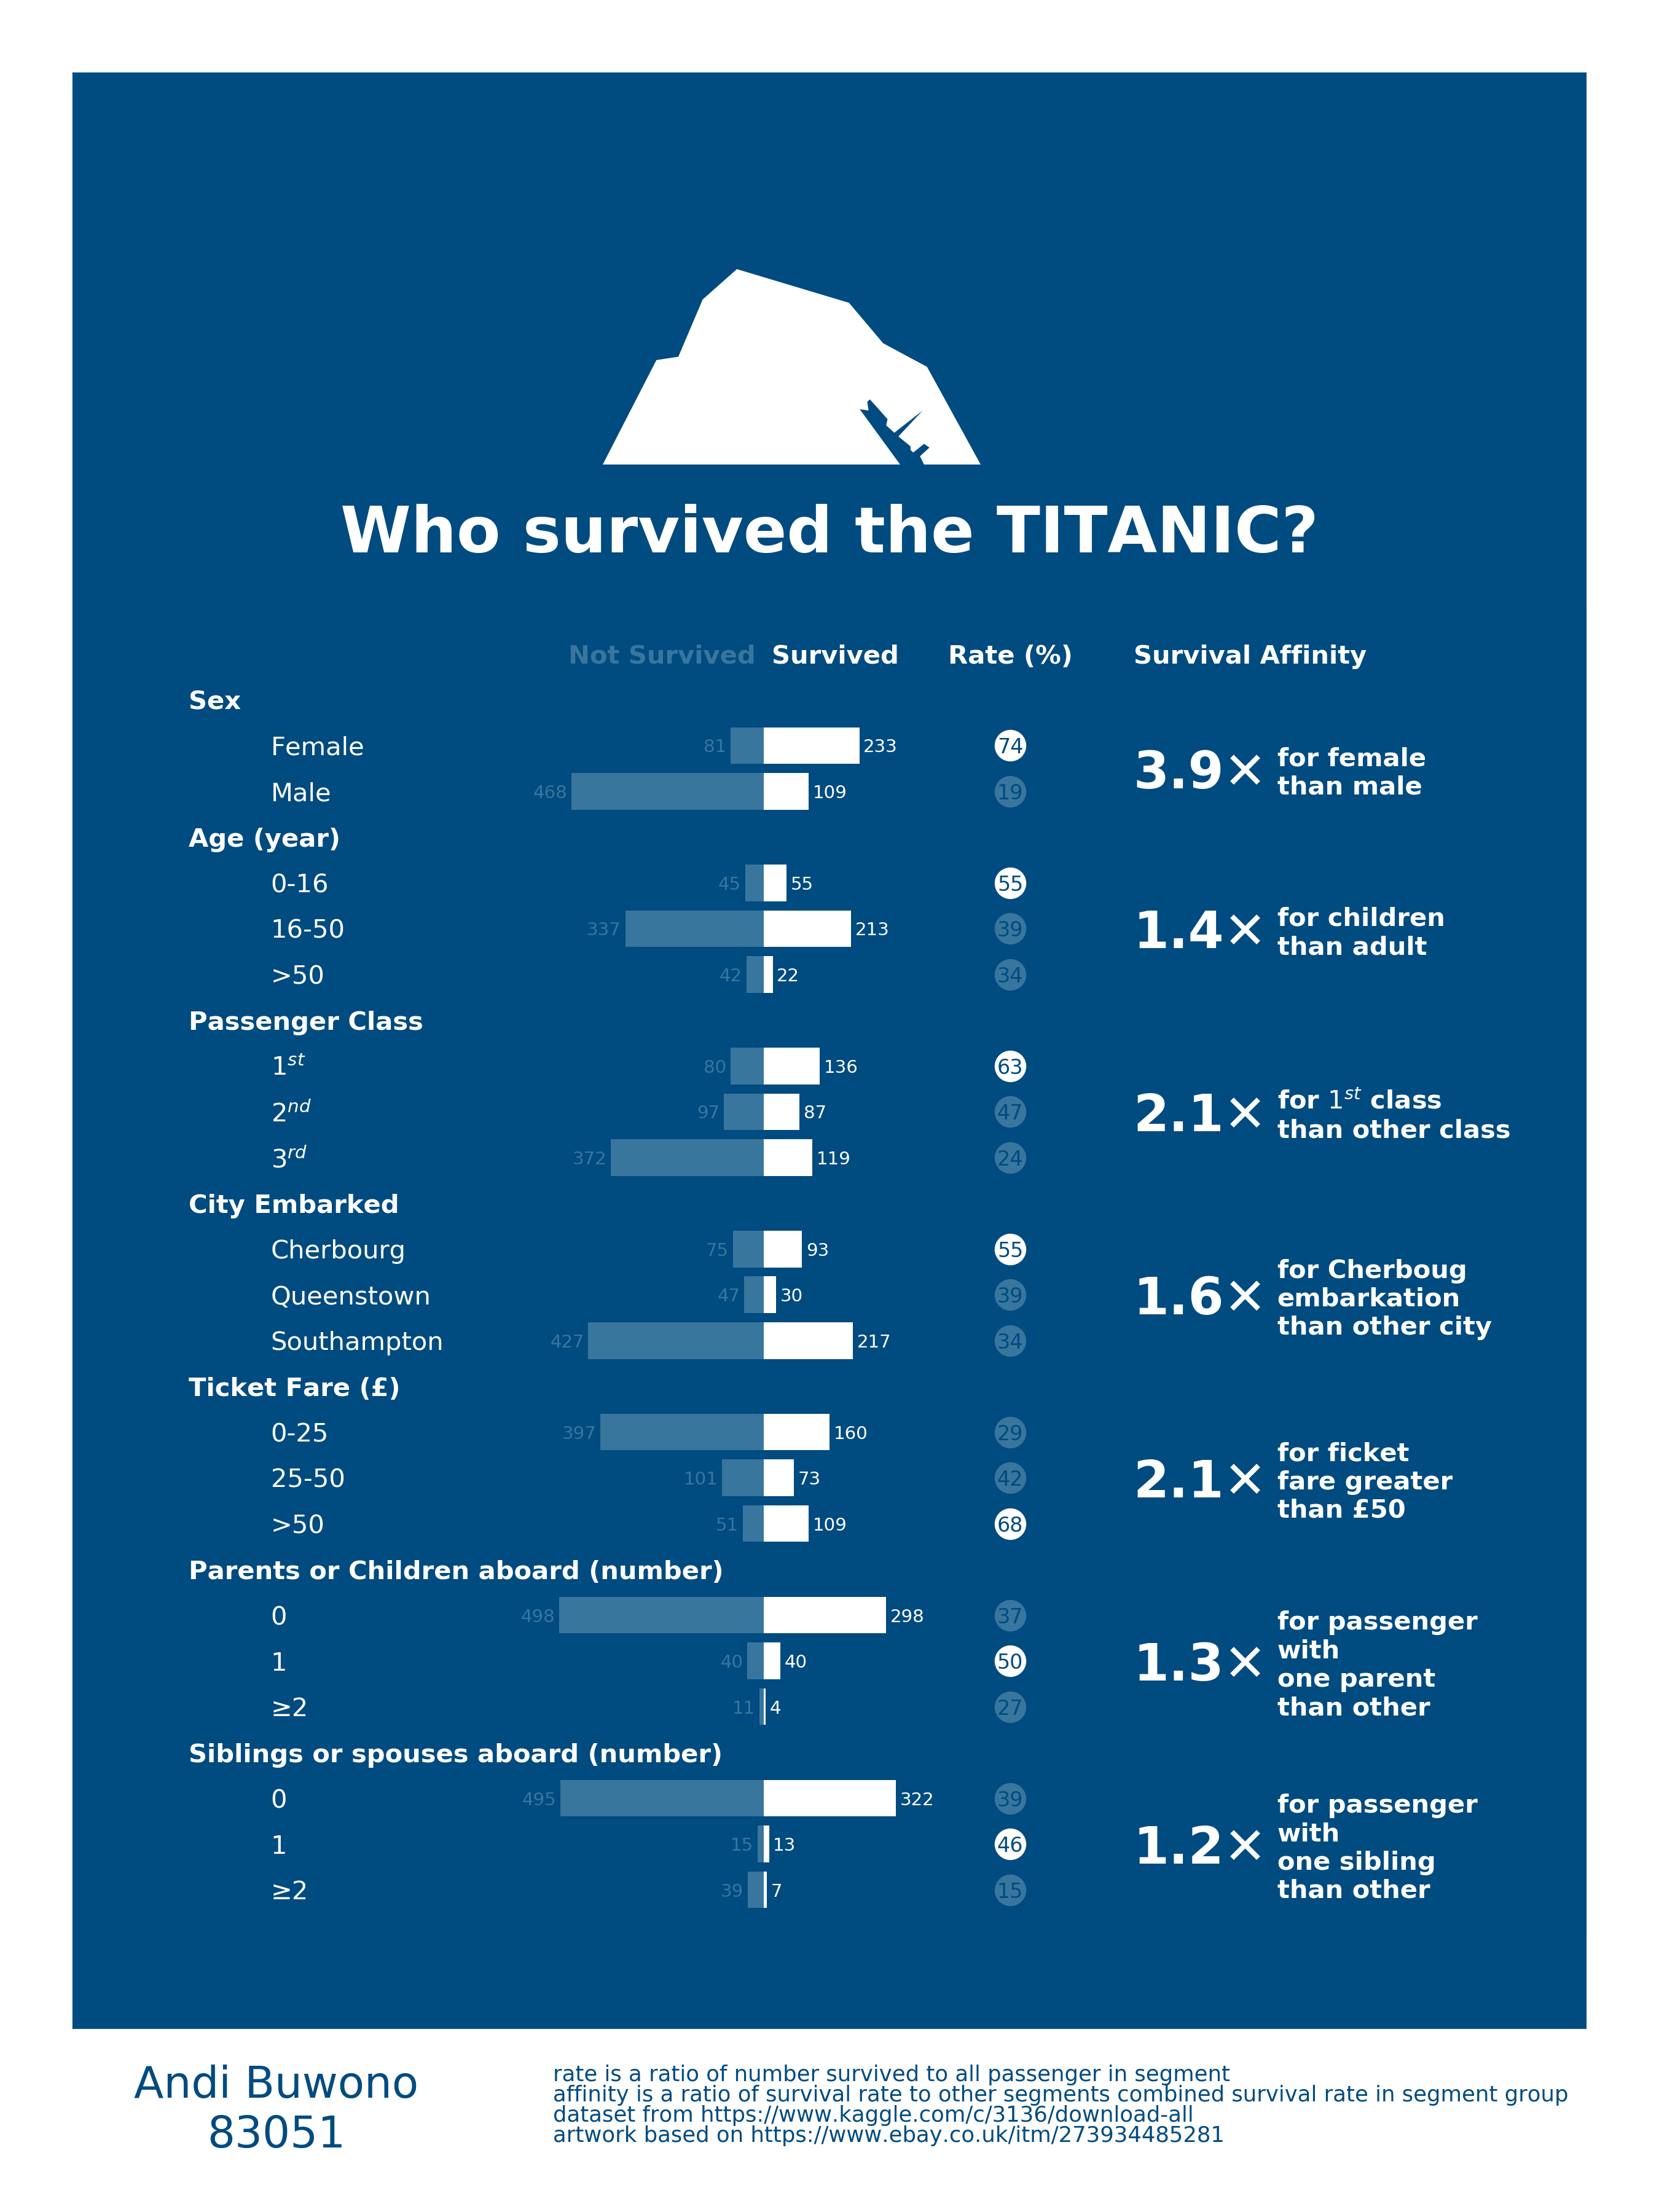 Who survived the TITANIC?
Not Survived Survived Rate (%) Survival Affinity
Sex
Female 81 233 74
Male 468 109 19
3.9× for female
than male
Age (year)
0-16 45 55 55
16-50 337 213 39
>50 42 22 34
1.4× for children
than adult
Passenger Class
1st 80 136 63
2nd 97 87 47
3rd 372 119 24
2.1× for 1st class
than other class
City Embarked
Cherbourg 75 93 55
Queenstown 47 30 39
Southampton 427 217 34
1.6× for Cherboug
embarkation
than other city
Ticket Fare (£)
0-25 397 160 29
25-50 101 73 42
>50 51 109 68
2.1× for ficket
fare greater
than £50
Parents or Children aboard (number)
0 498 298 37
1 40 40 50
≥2 11 4 27
1.3× for passenger
with
one parent
than other
Siblings or spouses aboard (number)
0 495 322 39
1 15 13 46
≥2 39 7 15
1.2× for passenger
with
one sibling
than other
Andi Buwono
83051
rate is a ratio of number survived to all passenger in segment
affinity is a ratio of survival rate to other segments combined survival rate in segment group
dataset from https://www.kaggle.com/c/3136/download-all
artwork based on https://www.ebay.co.uk/itm/273934485281